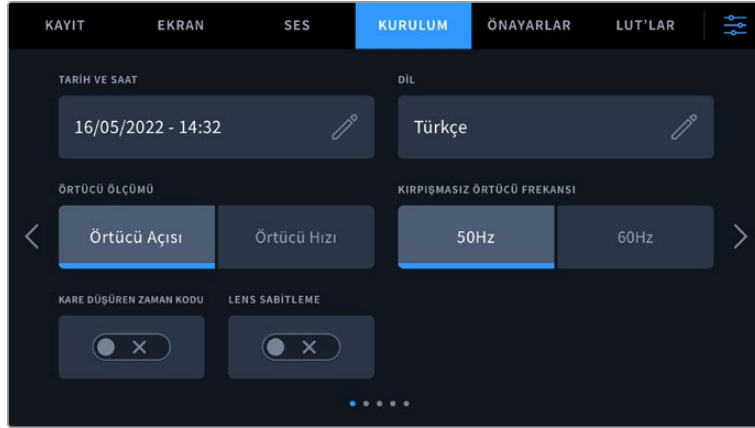 KAYIT EKRAN SES KURULUM ÖNAYARLAR LUT'LAR
TARİH VE SAAT DİL
16/05/2022 - 14:32 Türkçe
ÖRTÜCÜ ÖLÇÜMÜ KIRPIŞMASIZ ÖRTÜCÜ FREKANSI
Örtücü Açısı Örtücü Hızı 50Hz 60Hz
KARE DÜŞÜREN ZAMAN KODU LENS SABİTLEME